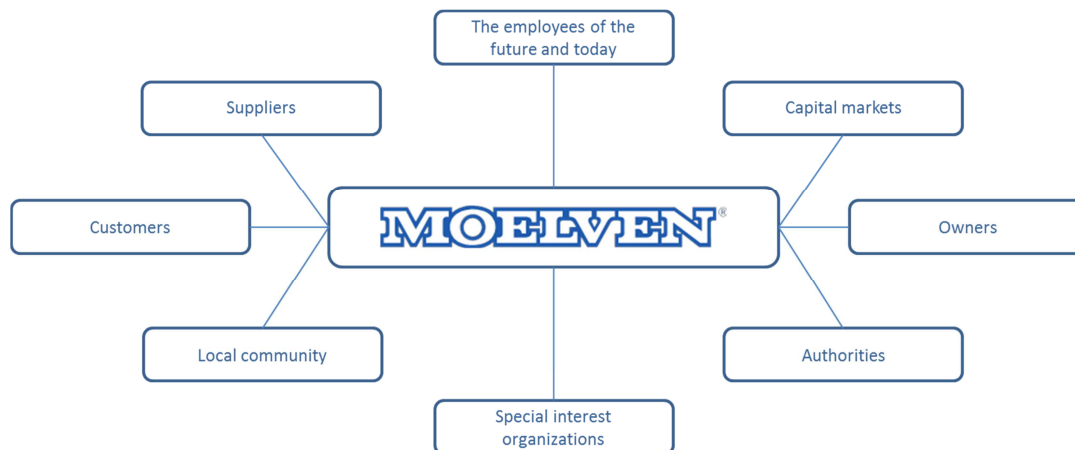 The employees of the
future and today
Suppliers
Capital markets
Customers
MOELVEN®
Owners
Local community
Authorities
Special interest
organizations